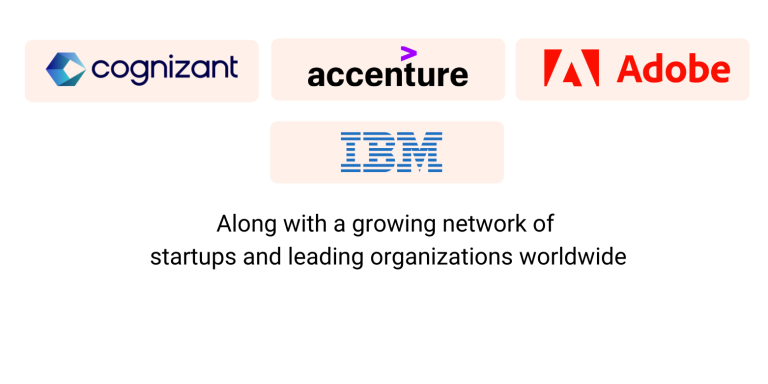 cognizant
accenture
Adobe
IBM
Along with a growing network of
startups and leading organizations worldwide